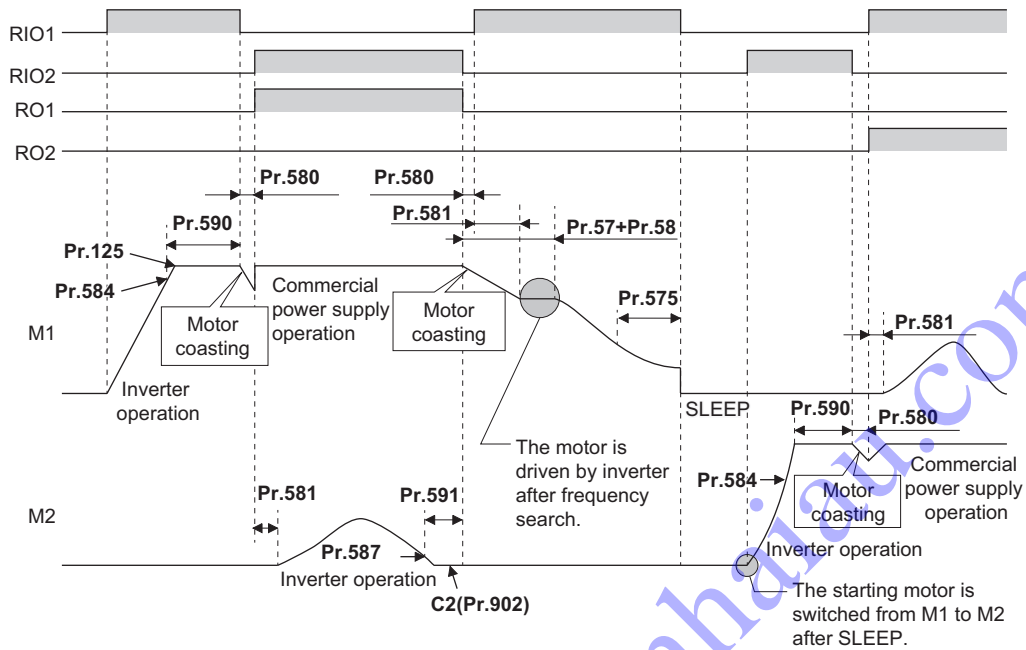 RIO1
RIO2
RO1
RO2
Pr.580
Pr.580
Pr.590
Pr.581
Pr.57+Pr.58
Pr.125
Pr.584
Commercial
power supply
operation
Motor
coasting
Motor
coasting
Pr.575
Pr.581
M1
Inverter
operation
SLEEP
Pr.590
Pr.580
The motor is
driven by inverter
after frequency
search.
Pr.584
Motor
coasting
Commercial
power supply
operation
Pr.581
Pr.591
M2
Pr.587
Inverter operation
Inverter operation
C2(Pr.902)
The starting motor is
switched from M1 to M2
after SLEEP.